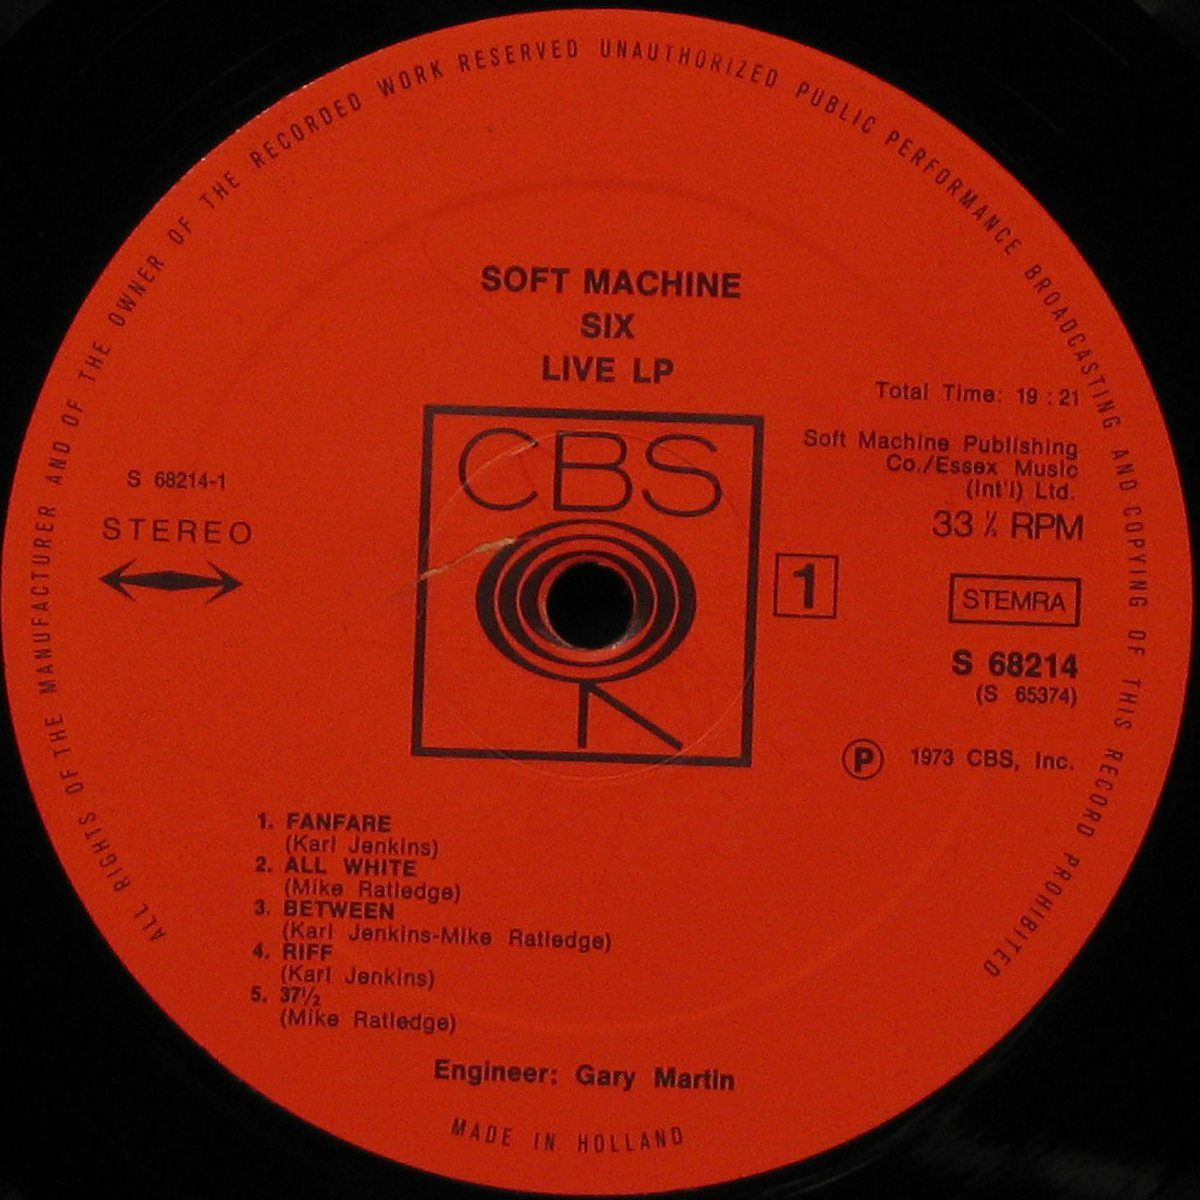 ALL RIGHTS OF THE MANUFACTURER AND OF THE OWNER OF THE RECORDED WORK RESERVED UNAUTHORIZED PUBLIC PERFORMANCE BROADCASTING AND COPYING OF THIS RECORD PROHIBITED
SOFT MACHINE
SIX
LIVE LP
Total Time: 19:21
Soft Machine Publishing
Co./Essex Music
(Int'l) Ltd.
33 ⅓ RPM
CBS
S 68214-1
STEREO
1
STEMRA
S 68214
(S 65374)
Ⓟ 1973 CBS, Inc.
1. FANFARE
(Karl Jenkins)
2. ALL WHITE
(Mike Ratledge)
3. BETWEEN
(Karl Jenkins-Mike Ratledge)
4. RIFF
(Karl Jenkins)
5. 37½
(Mike Ratledge)
Engineer: Gary Martin
MADE IN HOLLAND